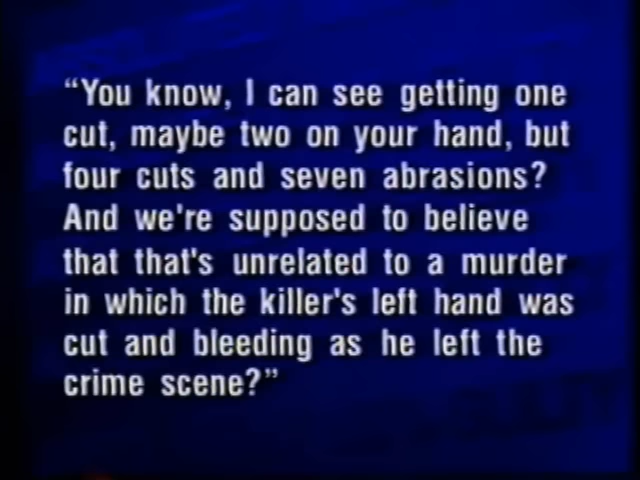 “You know, I can see getting one
cut, maybe two on your hand, but
four cuts and seven abrasions?
And we're supposed to believe
that that's unrelated to a murder
in which the killer's left hand was
cut and bleeding as he left the
crime scene?”